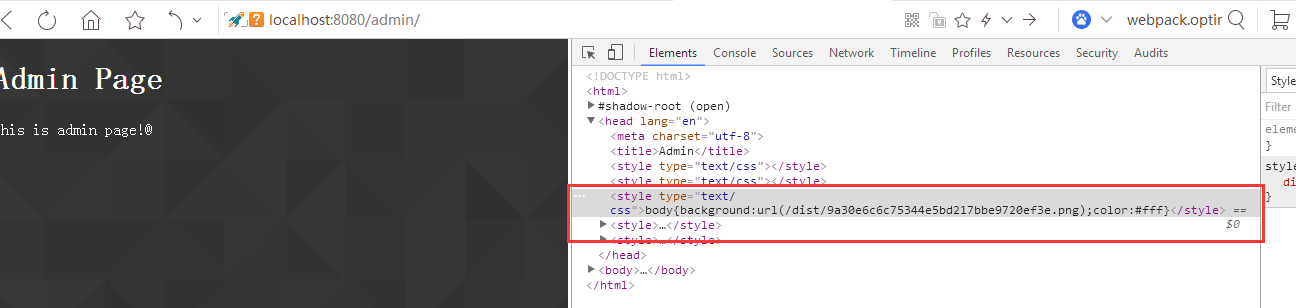 localhost:8080/admin/
webpack.optir
Elements Console Sources Network Timeline Profiles Resources Security Audits
Admin Page
his is admin page!@
<!DOCTYPE html>
<html>
#shadow-root (open)
<head lang="en">
<meta charset="utf-8">
<title>Admin</title>
<style type="text/css"></style>
<style type="text/css"></style>
<style type="text/
css">body{background:url(/dist/9a30e6c6c75344e5bd217bbe9720ef3e.png);color:#fff}</style> ==
$0
<style>…</style>
<style>…</style>
</head>
<body>…</body>
</html>
Style
Filter
eleme
}
style
di
}